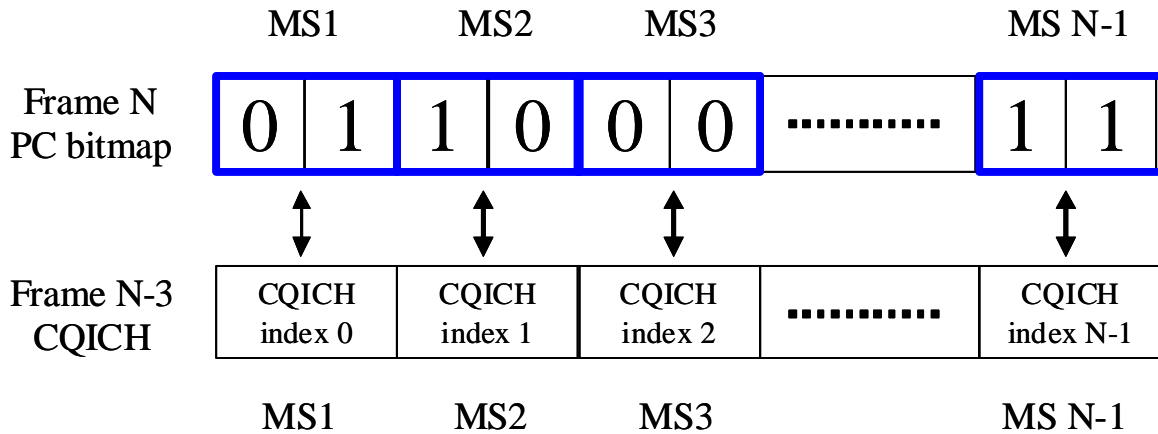 MS1 MS2 MS3 MS N-1
Frame N
PC bitmap
0 1 1 0 0 0 1 1
Frame N-3
CQICH
CQICH CQICH CQICH CQICH
index 0 index 1 index 2 index N-1
MS1 MS2 MS3 MS N-1